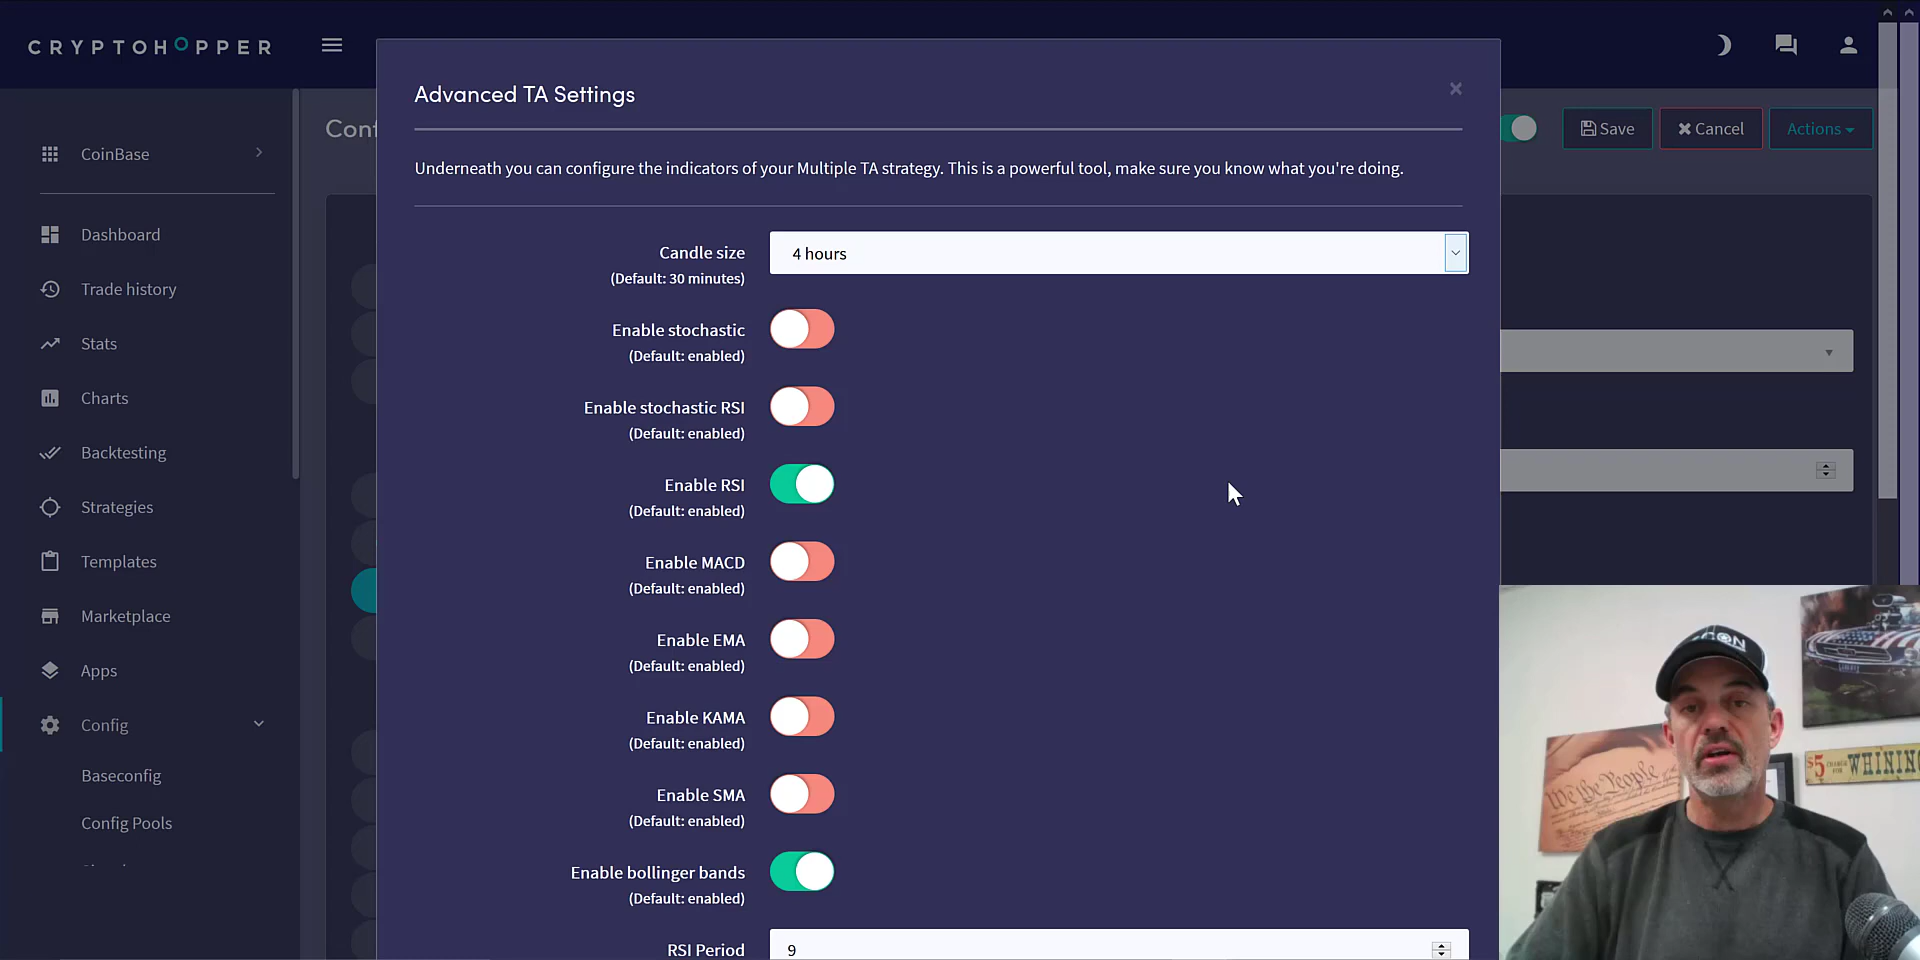 CRYPTOHOPPER
Advanced TA Settings
×
Conf
Save
Cancel
Actions
Underneath you can configure the indicators of your Multiple TA strategy. This is a powerful tool, make sure you know what you're doing.
CoinBase
Dashboard
Trade history
Stats
Charts
Backtesting
Strategies
Templates
Marketplace
Apps
Config
Baseconfig
Config Pools
Candle size
(Default: 30 minutes)
4 hours
Enable stochastic
(Default: enabled)
Enable stochastic RSI
(Default: enabled)
Enable RSI
(Default: enabled)
Enable MACD
(Default: enabled)
Enable EMA
(Default: enabled)
Enable KAMA
(Default: enabled)
Enable SMA
(Default: enabled)
Enable bollinger bands
(Default: enabled)
RSI Period
9
We the People
$5
WHINING